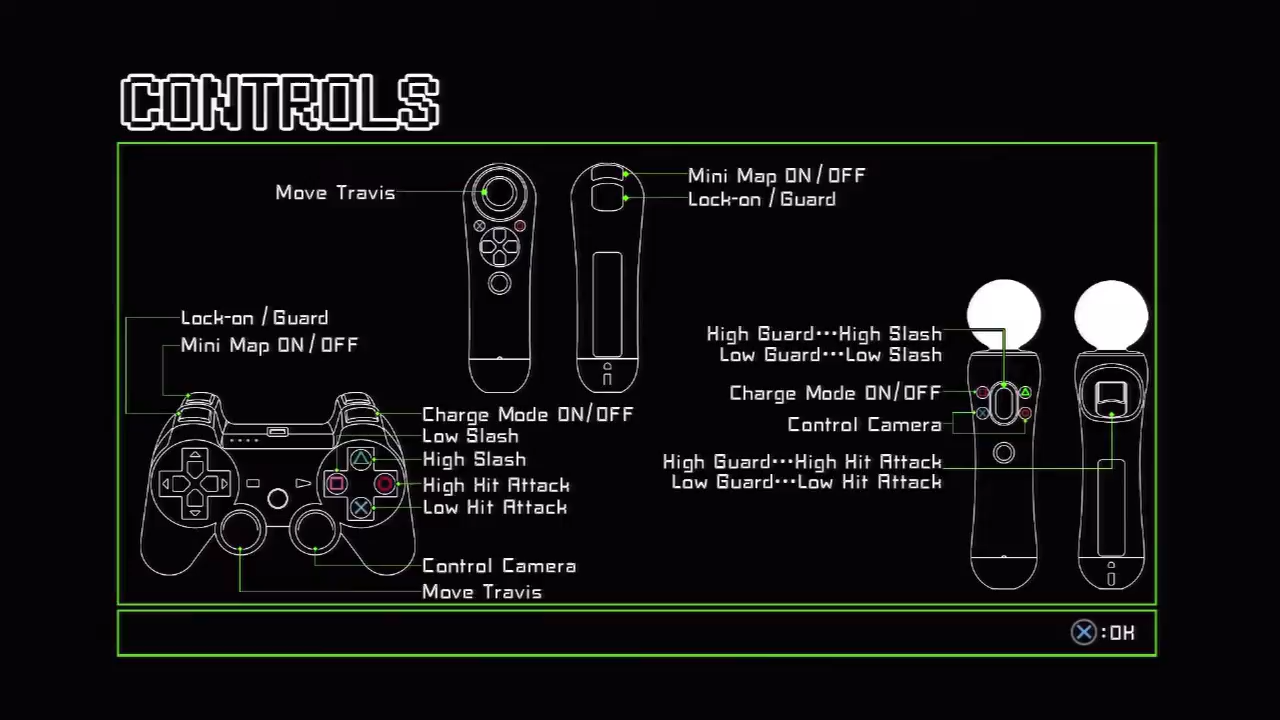 CONTROLS
Move Travis
Mini Map ON/OFF
Lock-on/Guard
Lock-on/Guard
Mini Map ON/OFF
High Guard･･･High Slash
Low Guard･･･Low Slash
Charge Mode ON/OFF
Control Camera
High Guard･･･High Hit Attack
Low Guard･･･Low Hit Attack
Charge Mode ON/OFF
Low Slash
High Slash
High Hit Attack
Low Hit Attack
Control Camera
Move Travis
:OK